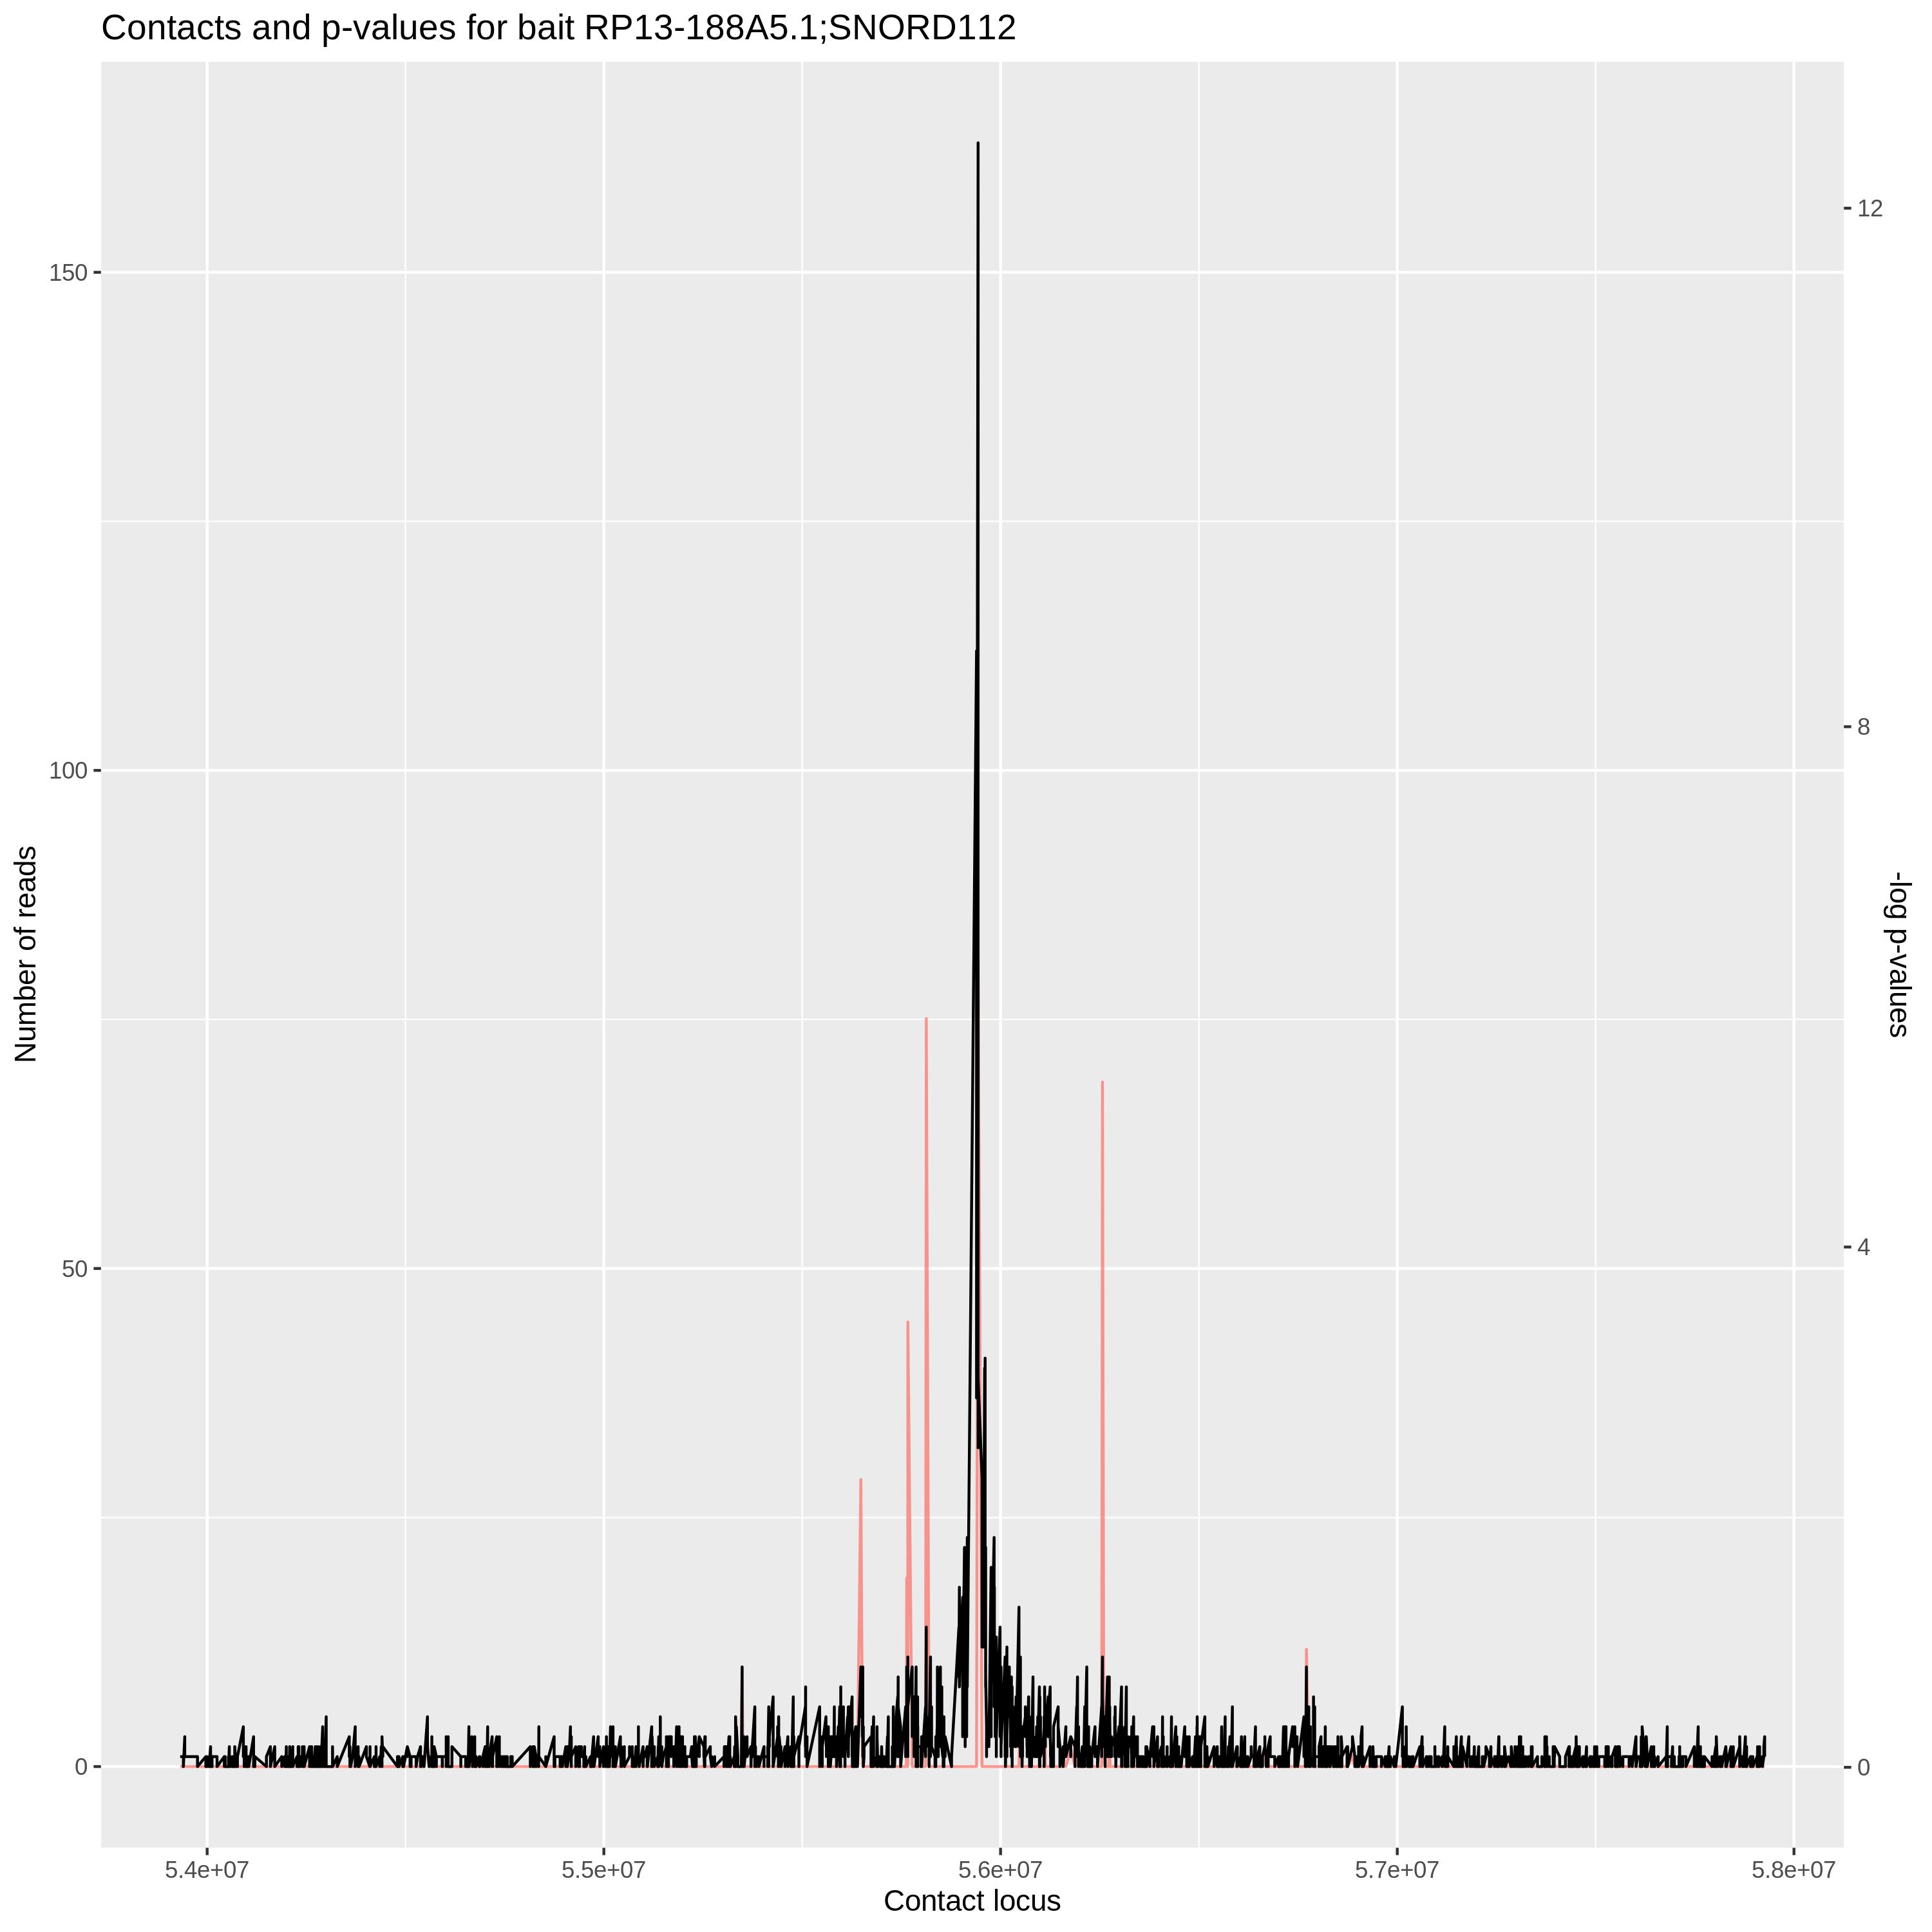 Contacts and p-values for bait RP13-188A5.1;SNORD112
150
100
50
0
Number of reads
12
8
4
0
-log p-values
5.4e+07
5.5e+07
5.6e+07
5.7e+07
5.8e+07
Contact locus